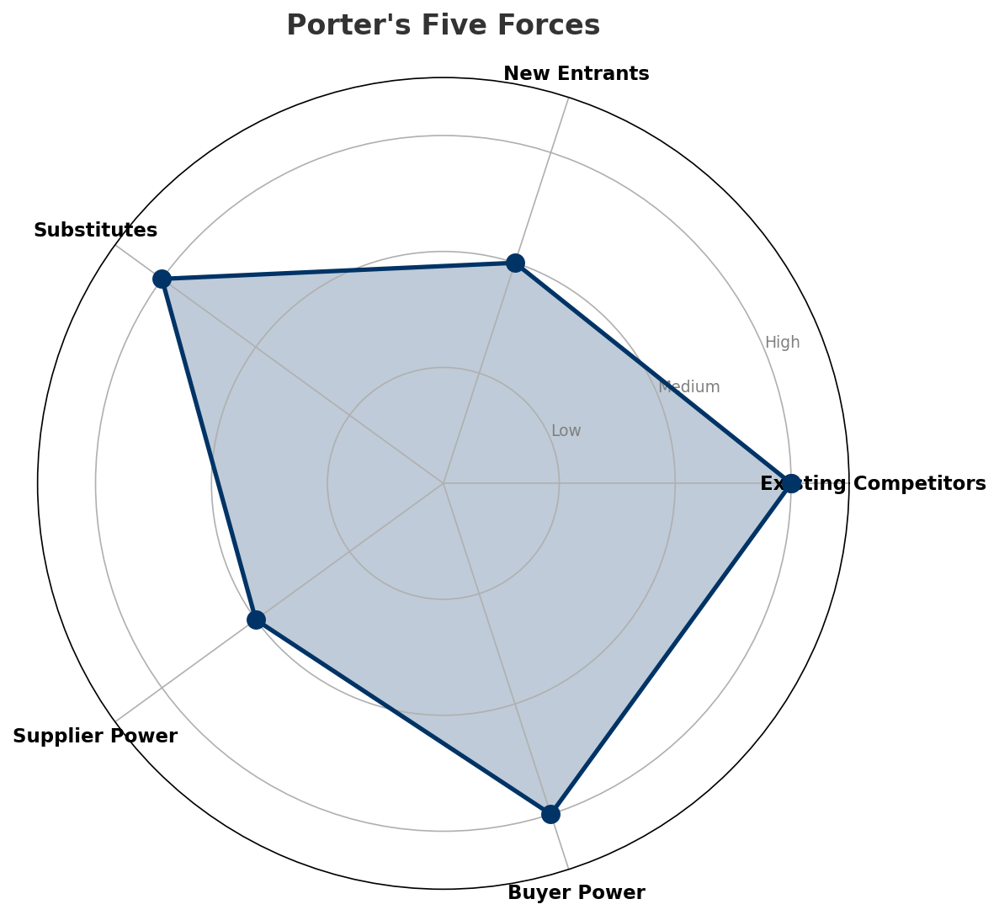 Porter's Five Forces
New Entrants
Substitutes
High
Medium
Low
Existing Competitors
Supplier Power
Buyer Power